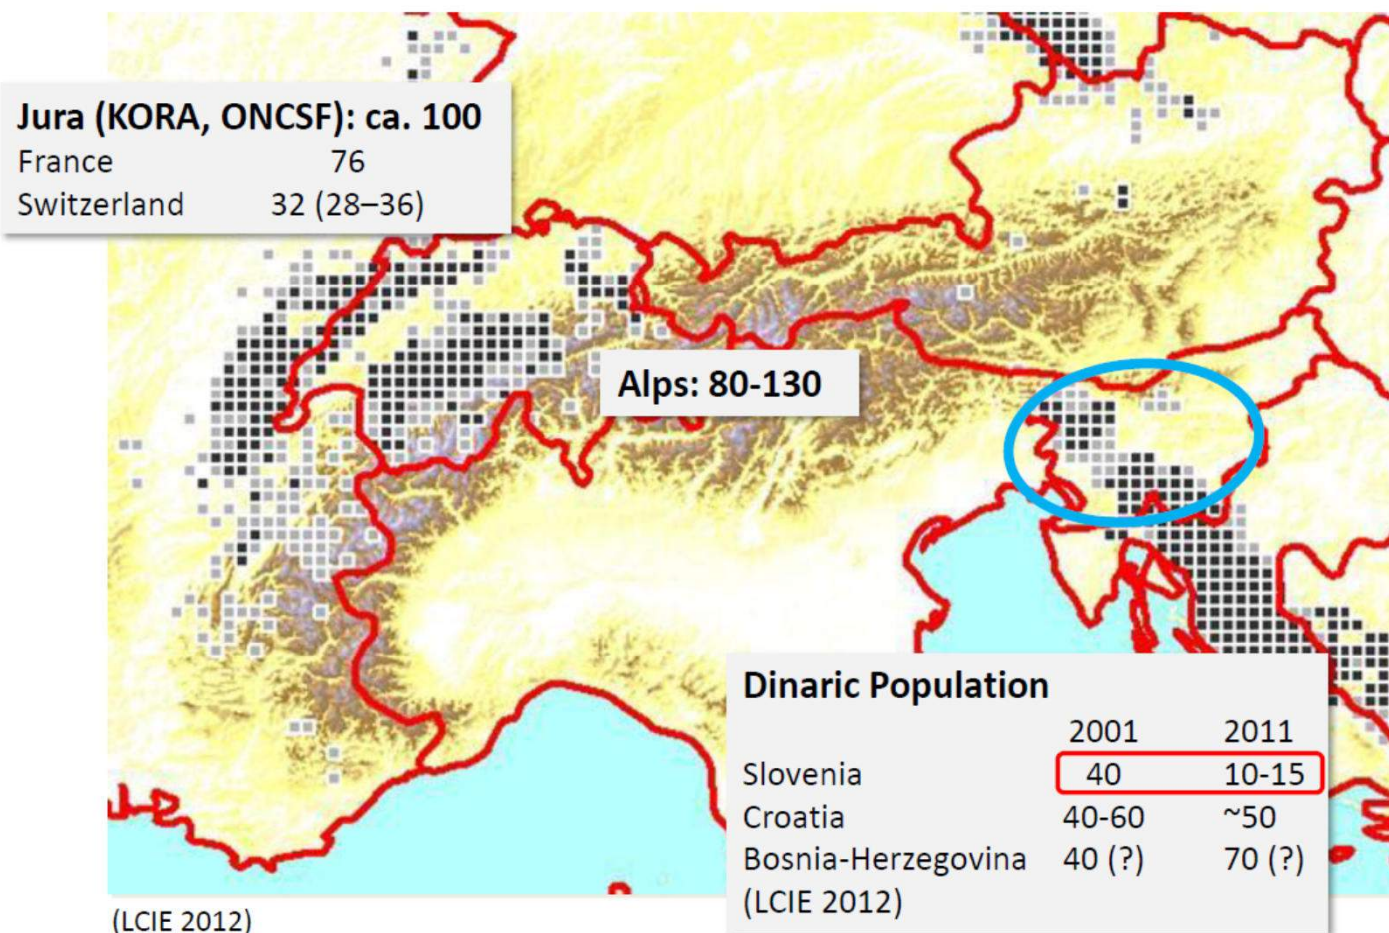 Jura (KORA, ONCSF): ca. 100
France 76
Switzerland 32 (28–36)
Alps: 80-130
Dinaric Population
2001 2011
Slovenia 40 10-15
Croatia 40-60 ~50
Bosnia-Herzegovina 40 (?) 70 (?)
(LCIE 2012)
(LCIE 2012)